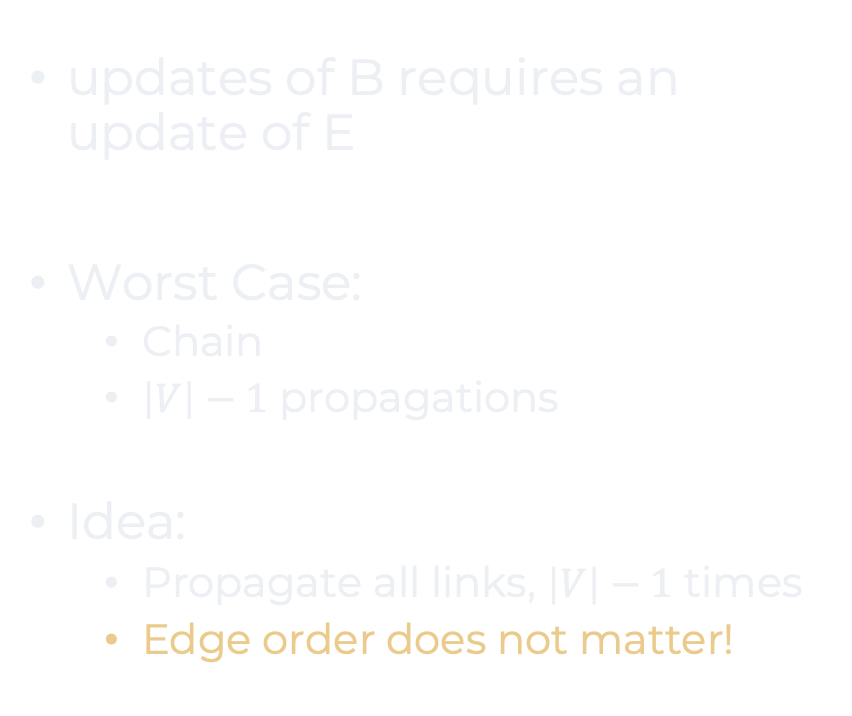 • updates of B requires an
update of E
• Worst Case:
• Chain
• |V| – 1 propagations
• Idea:
• Propagate all links, |V| – 1 times
• Edge order does not matter!